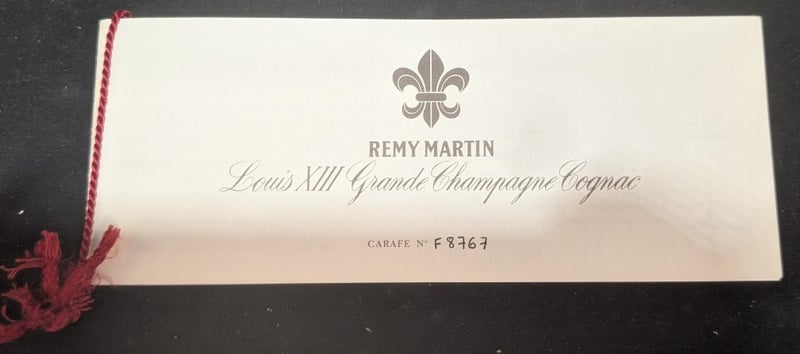 REMY MARTIN
Louis XIII Grande Champagne Cognac
CARAFE N° F8767